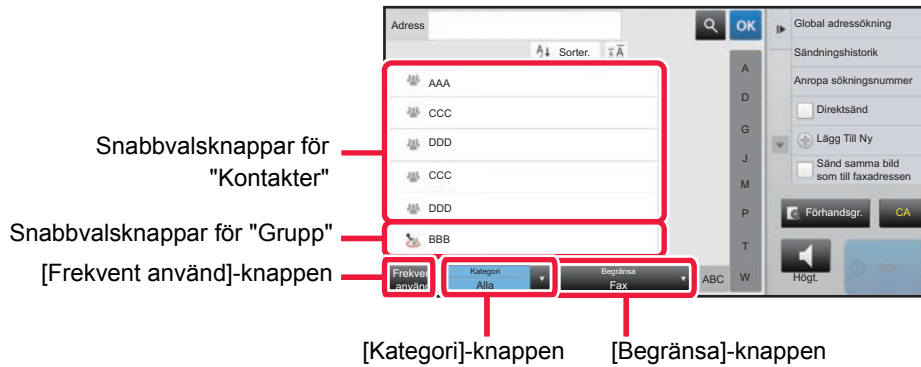 Adress
OK
Global adressökning
Sorter.
Sändningshistorik
Anropa sökningsnummer
A
AAA
D
Direktsänd
CCC
G
Lägg Till Ny
Snabbvalsknappar för
"Kontakter"
DDD
J
Sänd samma bild
som till faxadressen
CCC
M
DDD
P
Förhandsgr.
CA
Snabbvalsknappar för "Grupp"
BBB
T
[Frekvent använd]-knappen
Frekven
använd
Kategori
Alla
Begränsa
Fax
ABC
W
Högt.
Start
[Kategori]-knappen
[Begränsa]-knappen